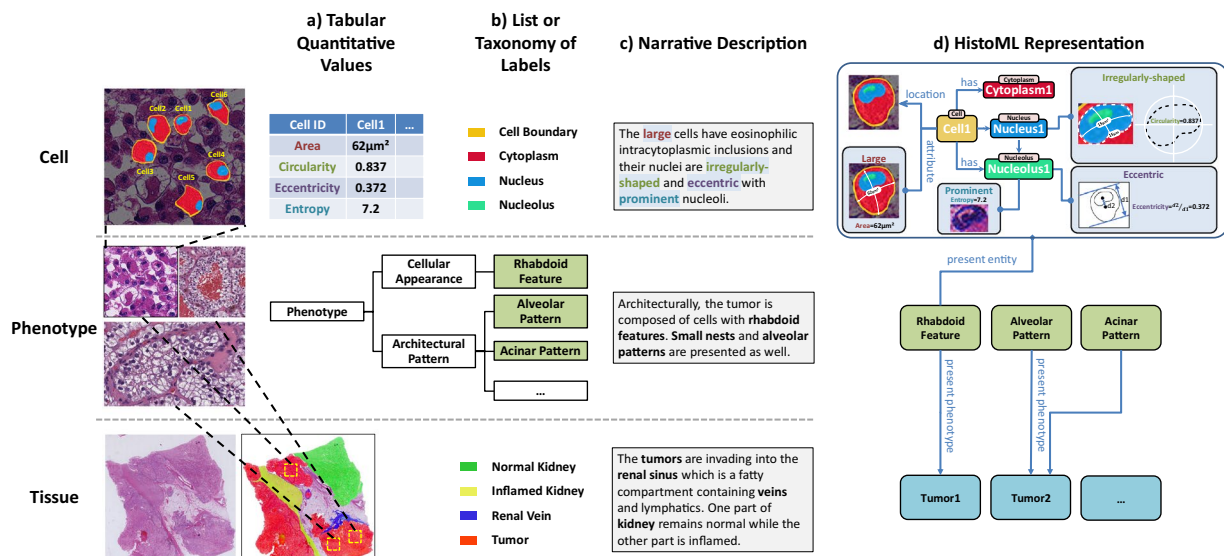 a) Tabular
Quantitative
Values
b) List or
Taxonomy of
Labels
c) Narrative Description
d) HistoML Representation
Cell
Cell2
Cell1
Cell6
Cell3
Cell4
Cell5
Cell ID Cell1 ...
Area 62μm²
Circularity 0.837
Eccentricity 0.372
Entropy 7.2
Cell Boundary
Cytoplasm
Nucleus
Nucleolus
The large cells have eosinophilic
intracytoplasmic inclusions and
their nuclei are irregularly-
shaped and eccentric with
prominent nucleoli.
location
has
Cytoplasm
Cytoplasm1
Cell
Cell1
Nucleus
Nucleus1
Nucleolus
Nucleolus1
has
attribute
Large
Area=62μm²
Prominent
Entropy=7.2
Irregularly-shaped
Circularity=0.837
Eccentric
d1
d2
Eccentricity=d2/d1=0.372
present entity
Phenotype
Phenotype
Cellular
Appearance
Rhabdoid
Feature
Architectural
Pattern
Alveolar
Pattern
Acinar Pattern
...
Architecturally, the tumor is
composed of cells with rhabdoid
features. Small nests and alveolar
patterns are presented as well.
Rhabdoid
Feature
Alveolar
Pattern
Acinar
Pattern
present phenotype
present phenotype
Tissue
Normal Kidney
Inflamed Kidney
Renal Vein
Tumor
The tumors are invading into the
renal sinus which is a fatty
compartment containing veins
and lymphatics. One part of
kidney remains normal while the
other part is inflamed.
Tumor1
Tumor2
...